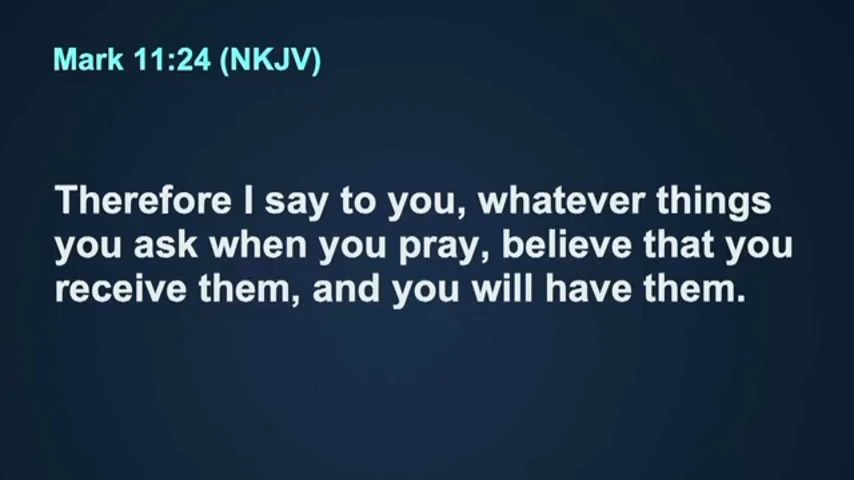 Mark 11:24 (NKJV)
Therefore I say to you, whatever things
you ask when you pray, believe that you
receive them, and you will have them.